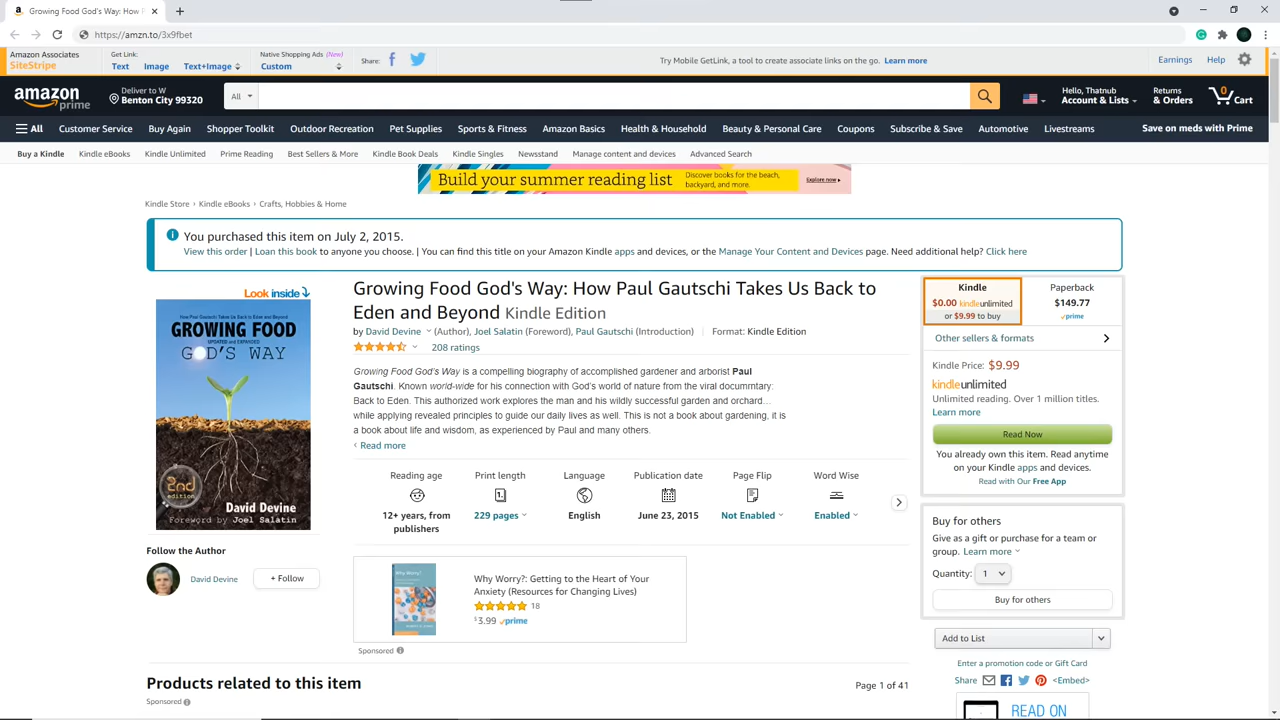 Growing Food God's Way: How P
https://amzn.to/3x9fbet
Amazon Associates
SiteStripe
Get Link:
Text Image Text+Image
Native Shopping Ads (New)
Custom
Share:
Try Mobile GetLink, a tool to create associate links on the go. Learn more
Earnings Help
amazon
prime
Deliver to W
Benton City 99320
All
Hello, Thatnub
Account & Lists
Returns
& Orders
0
Cart
All Customer Service Buy Again Shopper Toolkit Outdoor Recreation Pet Supplies Sports & Fitness Amazon Basics Health & Household Beauty & Personal Care Coupons Subscribe & Save Automotive Livestreams Save on meds with Prime
Buy a Kindle Kindle eBooks Kindle Unlimited Prime Reading Best Sellers & More Kindle Book Deals Kindle Singles Newsstand Manage content and devices Advanced Search
Build your summer reading list
Discover books for the beach,
backyard, and more.
Explore now
Kindle Store › Kindle eBooks › Crafts, Hobbies & Home
You purchased this item on July 2, 2015.
View this order | Loan this book to anyone you choose. | You can find this title on your Amazon Kindle apps and devices, or the Manage Your Content and Devices page. Need additional help? Click here
Look inside
How Paul Gautschi Takes Us Back to Eden and Beyond
GROWING FOOD
UPDATED and EXPANDED
GOD'S WAY
2nd
edition
David Devine
Foreword by Joel Salatin
Follow the Author
David Devine
+ Follow
Growing Food God's Way: How Paul Gautschi Takes Us Back to
Eden and Beyond Kindle Edition
by David Devine (Author), Joel Salatin (Foreword), Paul Gautschi (Introduction) | Format: Kindle Edition
208 ratings
Growing Food God's Way is a compelling biography of accomplished gardener and arborist Paul
Gautschi. Known world-wide for his connection with God's world of nature from the viral docummtary:
Back to Eden. This authorized work explores the man and his wildly successful garden and orchard…
while applying revealed principles to guide our daily lives as well. This is not a book about gardening, it is
a book about life and wisdom, as experienced by Paul and many others.
‹ Read more
Reading age
12+ years, from
publishers
Print length
1.
229 pages
Language
English
Publication date
June 23, 2015
Page Flip
Not Enabled
Word Wise
Enabled
Why Worry?
Why Worry?: Getting to the Heart of Your
Anxiety (Resources for Changing Lives)
18
$3.99 prime
Sponsored
Kindle
$0.00 kindleunlimited
or $9.99 to buy
Paperback
$149.77
prime
Other sellers & formats
Kindle Price: $9.99
kindleunlimited
Unlimited reading. Over 1 million titles.
Learn more
Read Now
You already own this item. Read anytime
on your Kindle apps and devices.
Read with Our Free App
Buy for others
Give as a gift or purchase for a team or
group. Learn more
Quantity: 1
Buy for others
Add to List
Enter a promotion code or Gift Card
Share <Embed>
READ ON
Products related to this item
Page 1 of 41
Sponsored